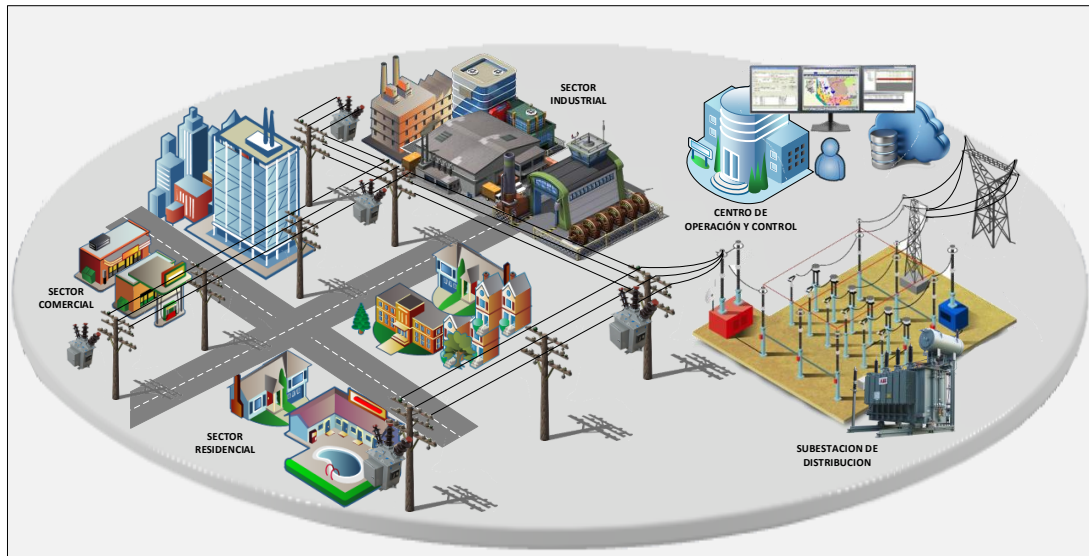 SECTOR
INDUSTRIAL
CENTRO DE
OPERACIÓN Y CONTROL
SECTOR
COMERCIAL
SECTOR
RESIDENCIAL
SUBESTACION DE
DISTRIBUCION